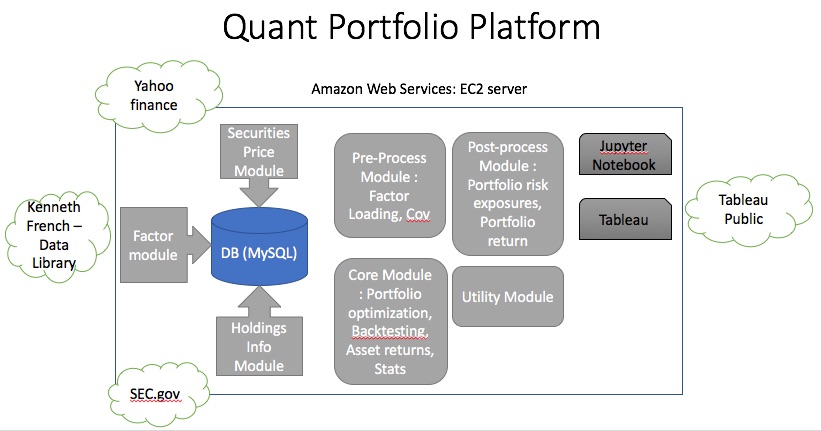 Quant Portfolio Platform
Yahoo
finance
Amazon Web Services: EC2 server
Securities
Price
Module
Pre-Process
Module :
Factor
Loading, Cov
Post-process
Module :
Portfolio risk
exposures,
Portfolio
return
Jupyter
Notebook
Kenneth
French –
Data
Library
Factor
module
DB (MySQL)
Tableau
Tableau
Public
Core Module
: Portfolio
optimization,
Backtesting,
Asset returns,
Stats
Utility Module
Holdings
Info
Module
SEC.gov